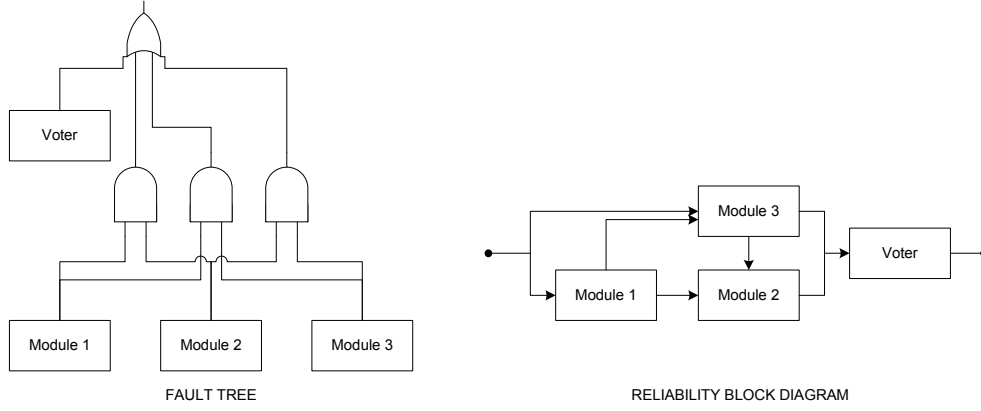 Voter
Module 1
Module 2
Module 3
FAULT TREE
Module 3
Module 1
Module 2
Voter
RELIABILITY BLOCK DIAGRAM